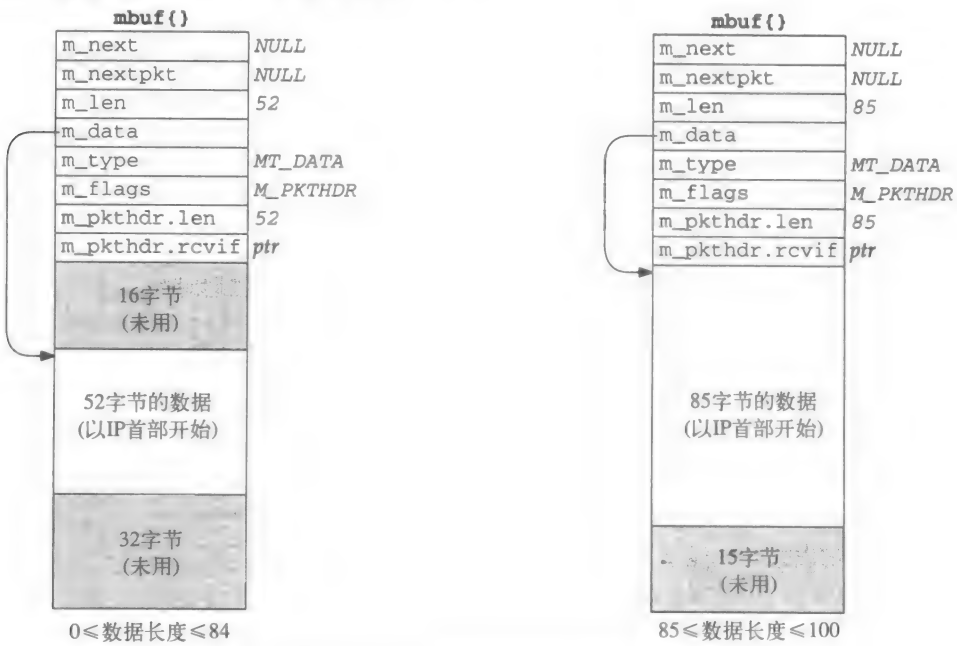 mbuf{}
m_next NULL
m_nextpkt NULL
m_len 52
m_data
m_type MT_DATA
m_flags M_PKTHDR
m_pkthdr.len 52
m_pkthdr.rcvif ptr
16字节
(未用)
52字节的数据
(以IP首部开始)
32字节
(未用)
0≤数据长度≤84
mbuf{}
m_next NULL
m_nextpkt NULL
m_len 85
m_data
m_type MT_DATA
m_flags M_PKTHDR
m_pkthdr.len 85
m_pkthdr.rcvif ptr
85字节的数据
(以IP首部开始)
15字节
(未用)
85≤数据长度≤100